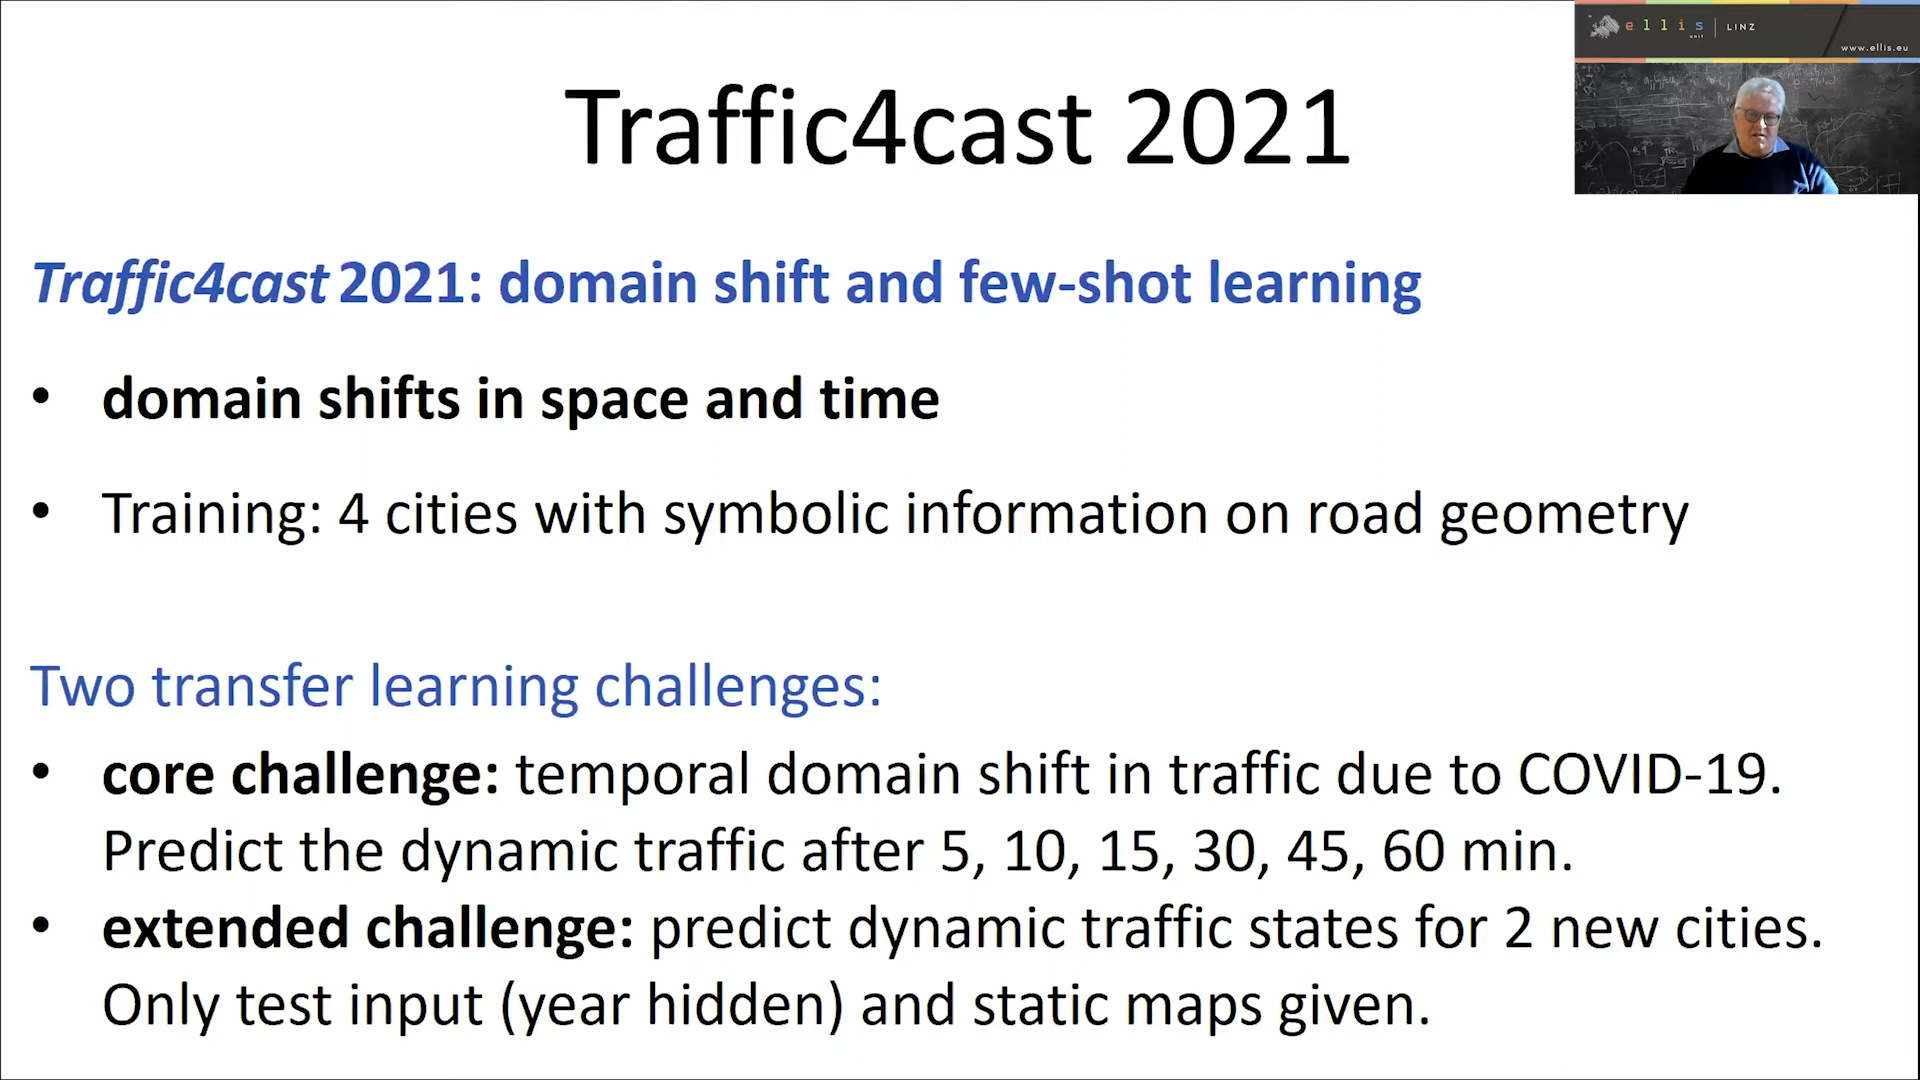 ellis
unit
LINZ
www.ellis.eu
Traffic4cast 2021
Traffic4cast 2021: domain shift and few-shot learning
• domain shifts in space and time
• Training: 4 cities with symbolic information on road geometry
Two transfer learning challenges:
• core challenge: temporal domain shift in traffic due to COVID-19.
Predict the dynamic traffic after 5, 10, 15, 30, 45, 60 min.
• extended challenge: predict dynamic traffic states for 2 new cities.
Only test input (year hidden) and static maps given.